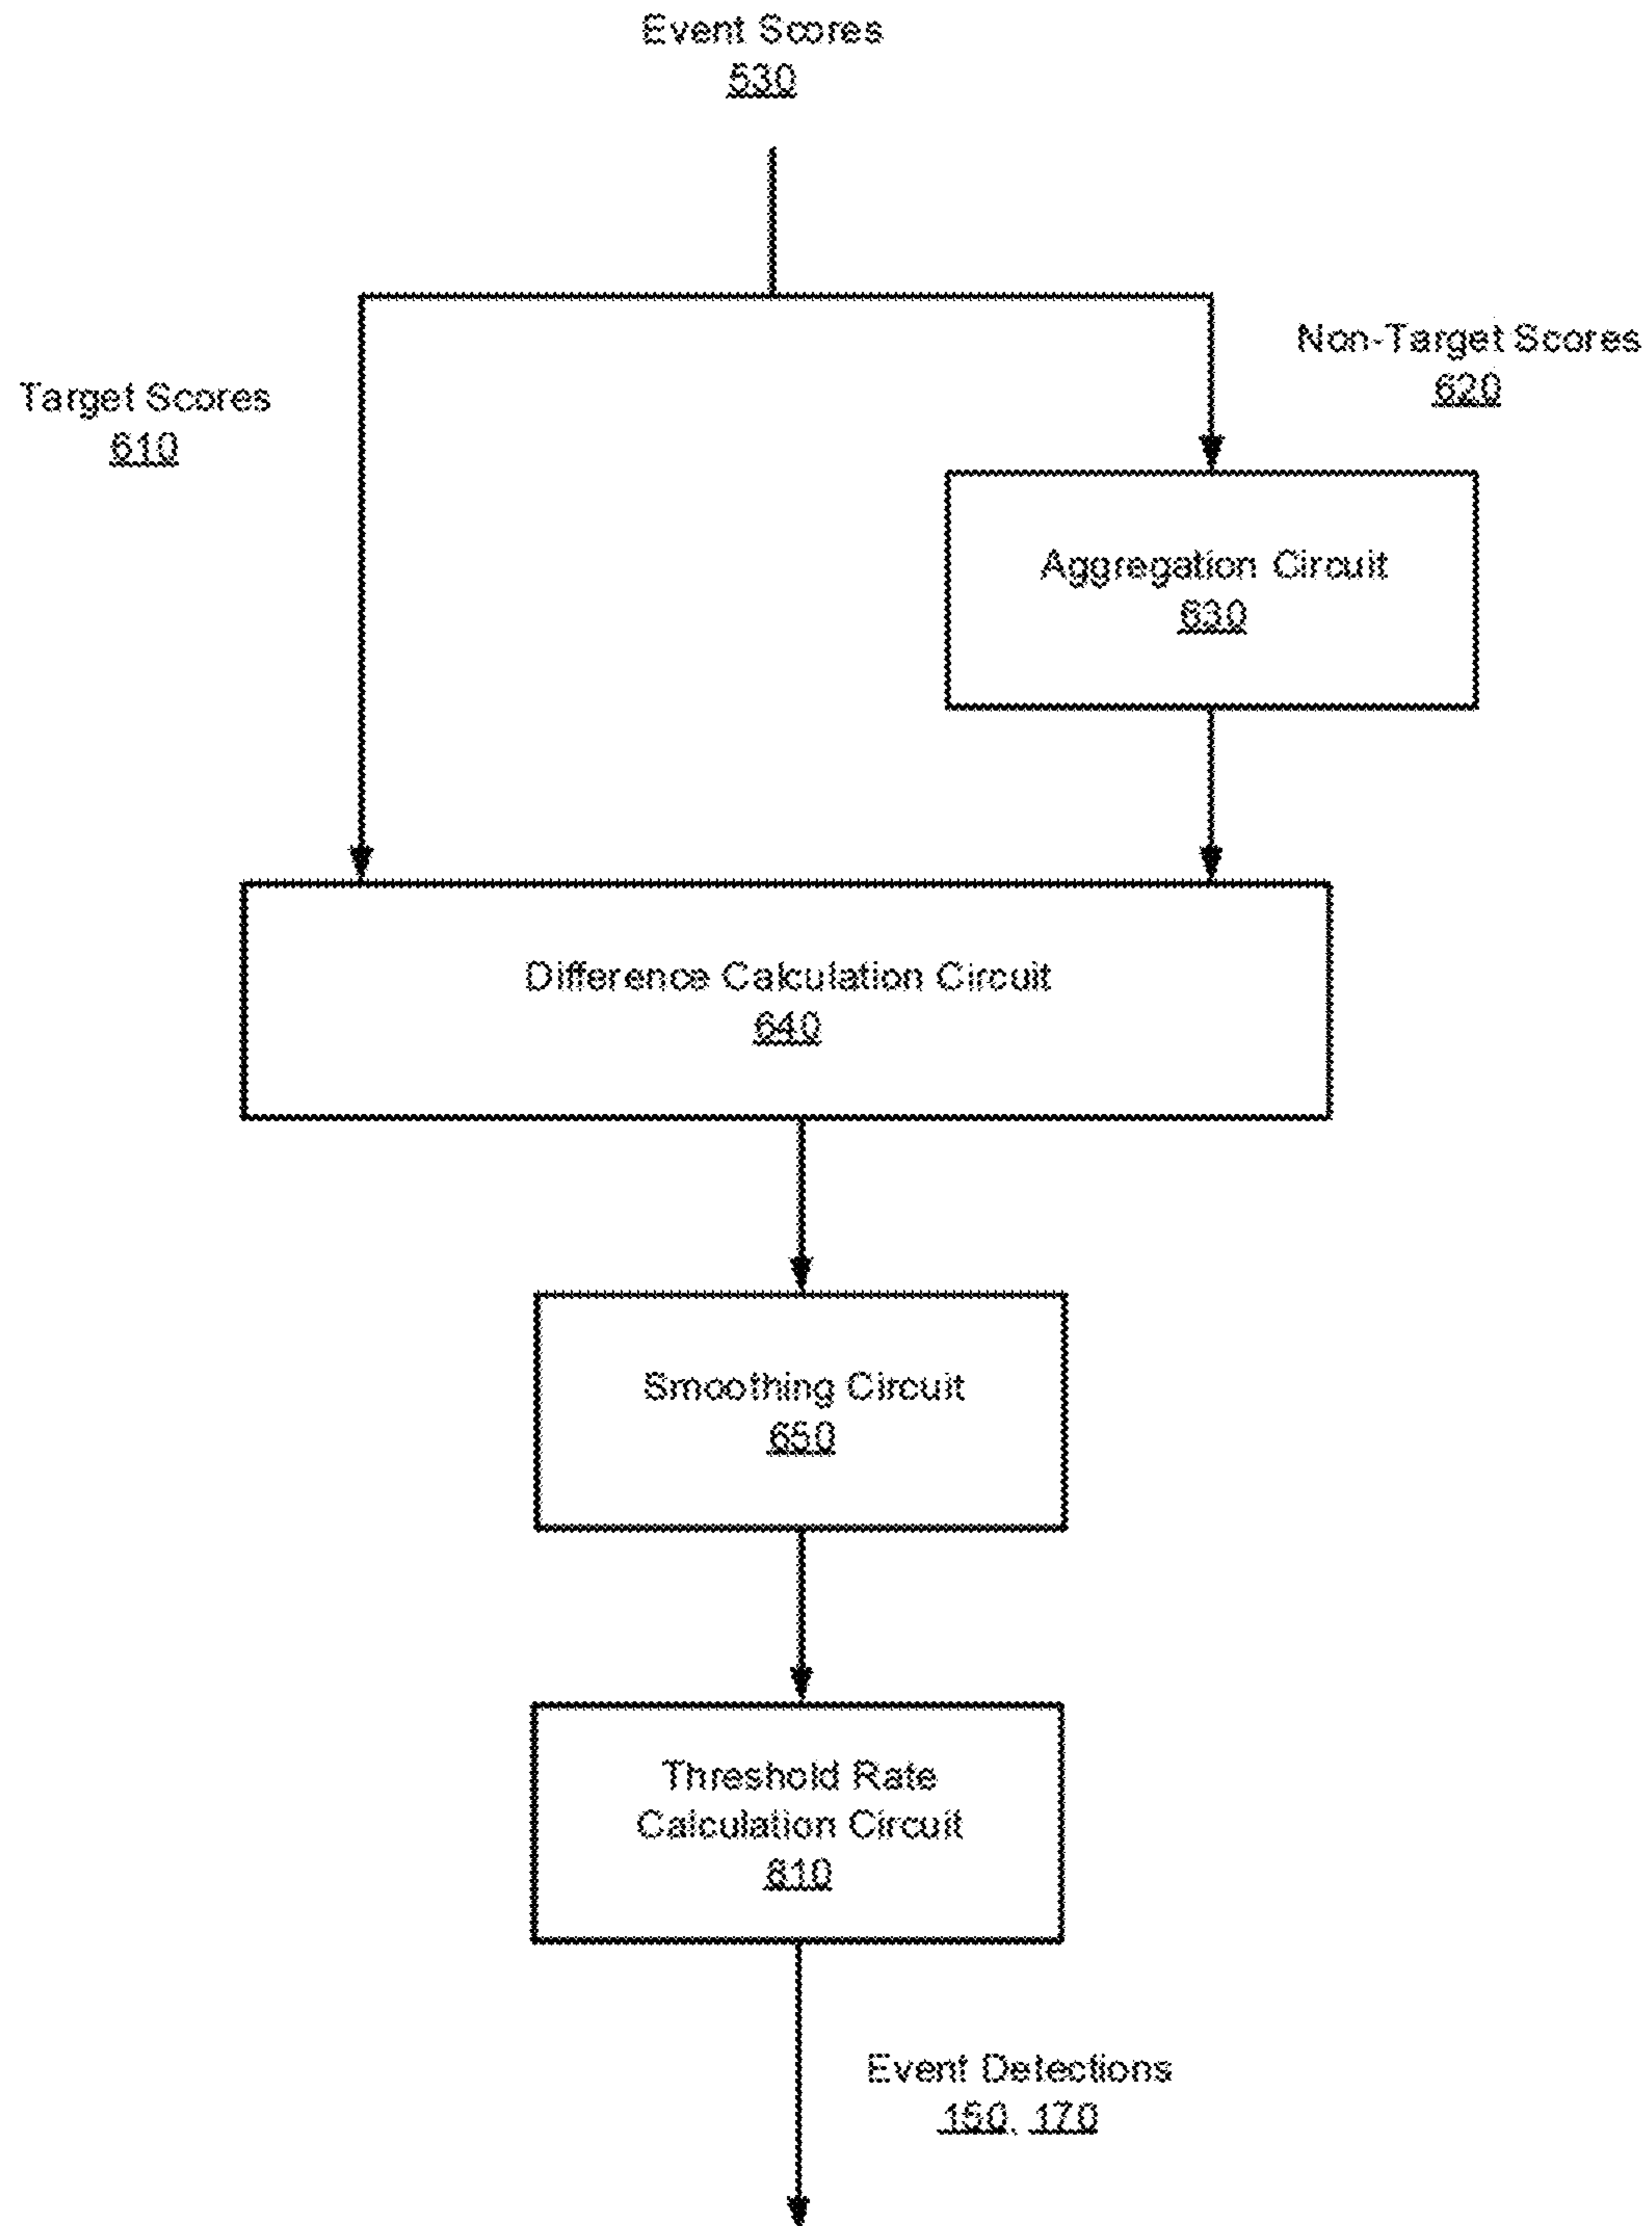 Event Scores
530
Non-Target Scores
620
Target Scores
610
Aggregation Circuit
630
Difference Calculation Circuit
640
Smoothing Circuit
650
Threshold Rate
Calculation Circuit
810
Event Detections
150, 170